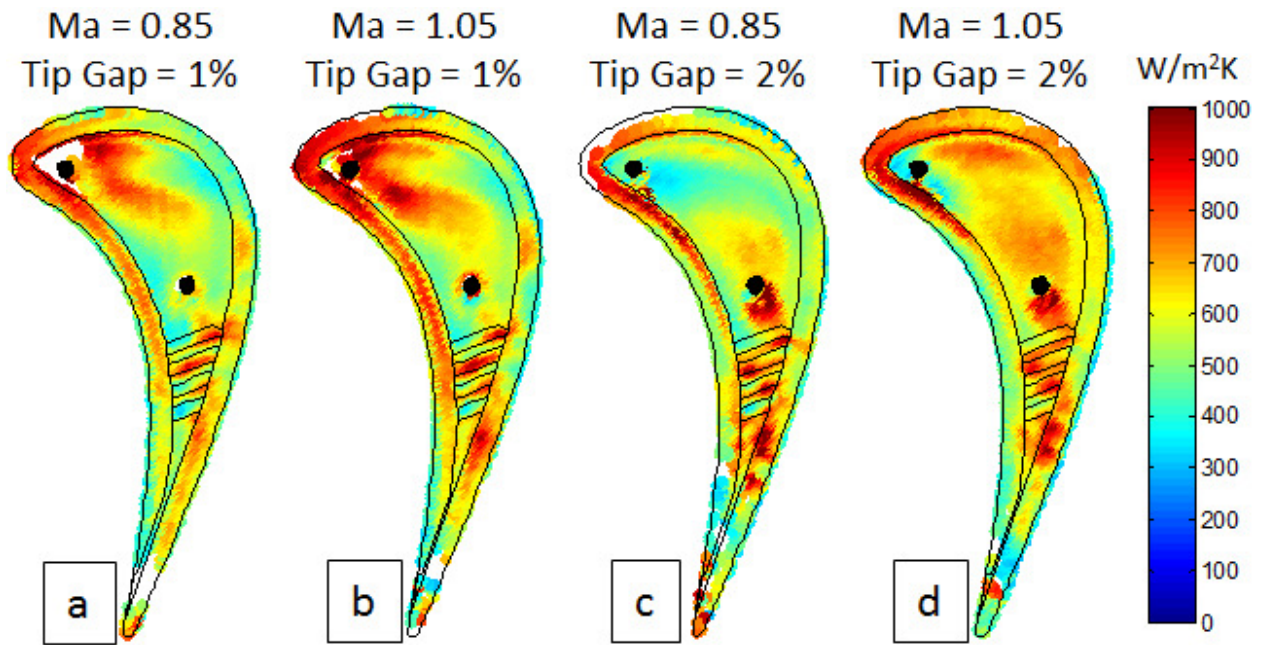 Ma = 0.85
Tip Gap = 1%
Ma = 1.05
Tip Gap = 1%
Ma = 0.85
Tip Gap = 2%
Ma = 1.05
Tip Gap = 2%
W/m²K
1000
900
800
700
600
500
400
300
200
100
0
a
b
c
d